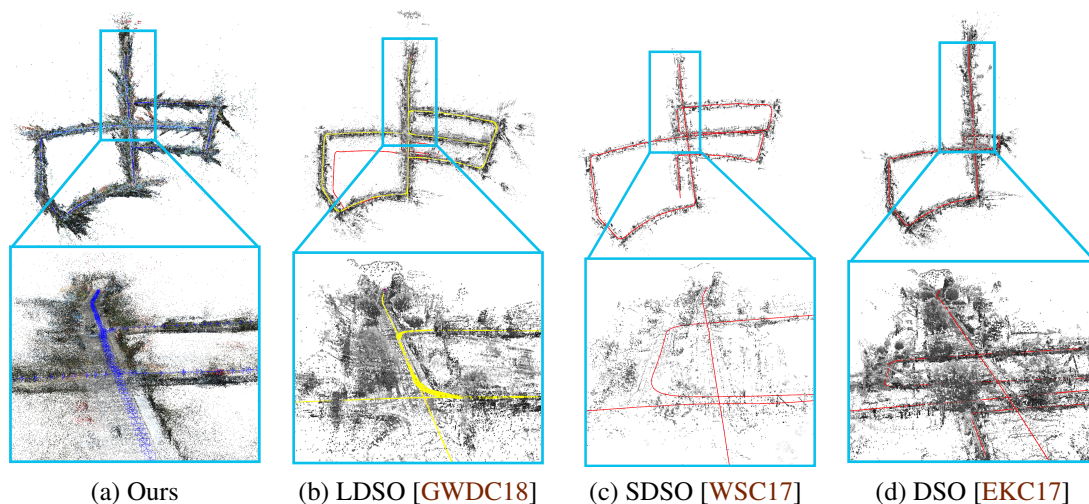 (a) Ours
(b) LDSO [GWDC18]
(c) SDSO [WSC17]
(d) DSO [EKC17]